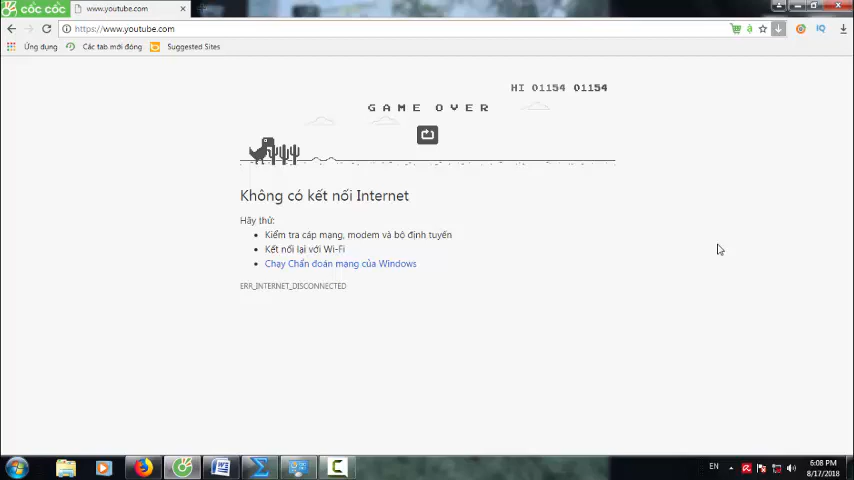 cốc cốc
www.youtube.com
https://www.youtube.com
Ứng dụng
Các tab mới đóng
Suggested Sites
HI 01154 01154
GAME OVER
Không có kết nối Internet
Hãy thử:
Kiểm tra cáp mạng, modem và bộ định tuyến
Kết nối lại với Wi-Fi
Chạy Chẩn đoán mạng của Windows
ERR_INTERNET_DISCONNECTED
EN
6:08 PM
8/17/2018